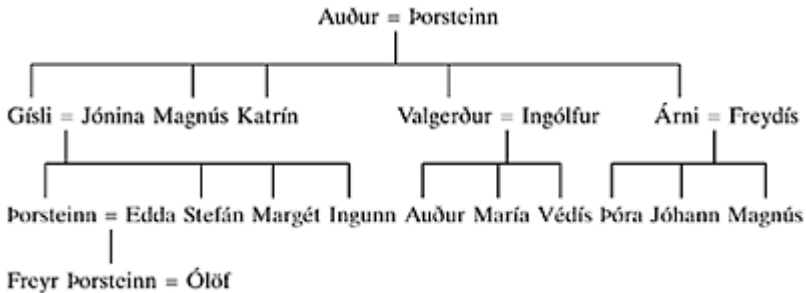 Auður = Þorsteinn
Gísli = Jónina Magnús Katrín Valgerður = Ingólfur Árni = Freydís
Þorsteinn = Edda Stefán Margét Ingunn Auður María Védís Þóra Jóhann Magnús
Freyr Þorsteinn = Ólöf